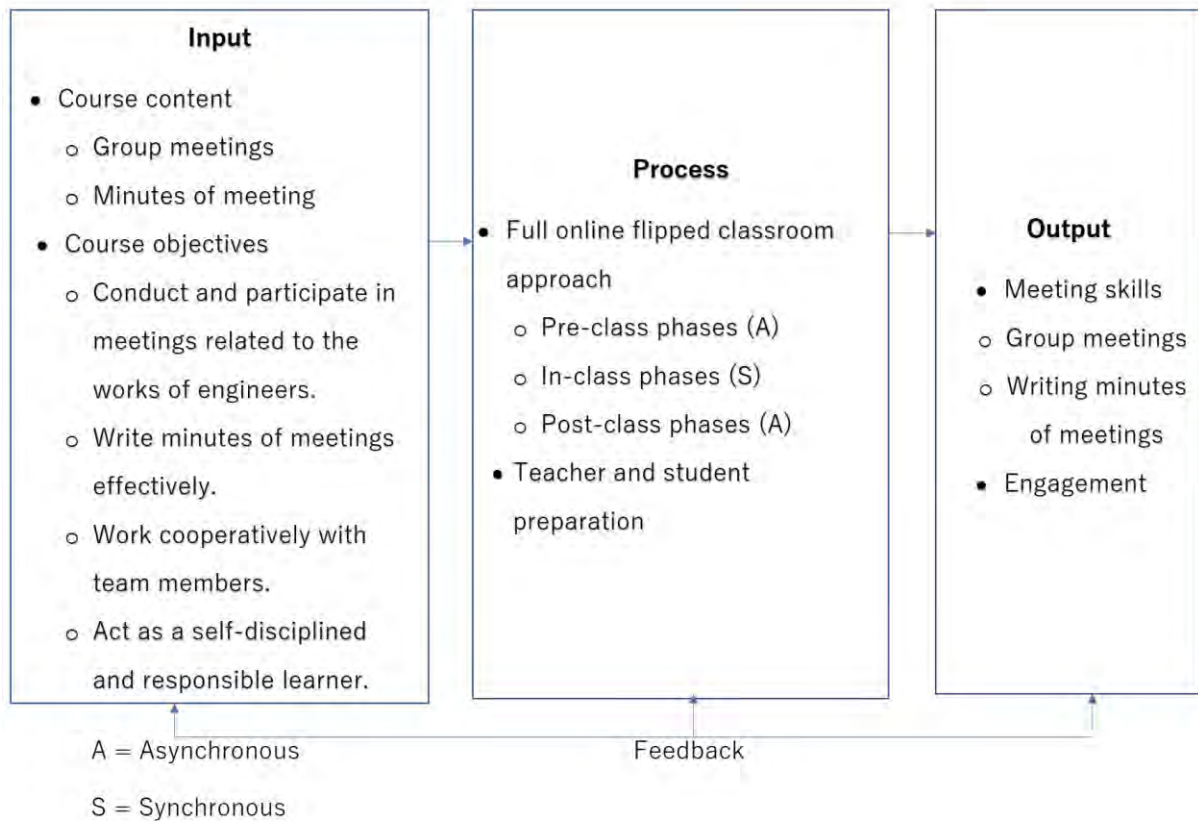 Input
● Course content
○ Group meetings
○ Minutes of meeting
● Course objectives
○ Conduct and participate in
meetings related to the
works of engineers.
○ Write minutes of meetings
effectively.
○ Work cooperatively with
team members.
○ Act as a self-disciplined
and responsible learner.
Process
● Full online flipped classroom
approach
○ Pre-class phases (A)
○ In-class phases (S)
○ Post-class phases (A)
● Teacher and student
preparation
Output
● Meeting skills
○ Group meetings
○ Writing minutes
of meetings
● Engagement
A = Asynchronous
Feedback
S = Synchronous